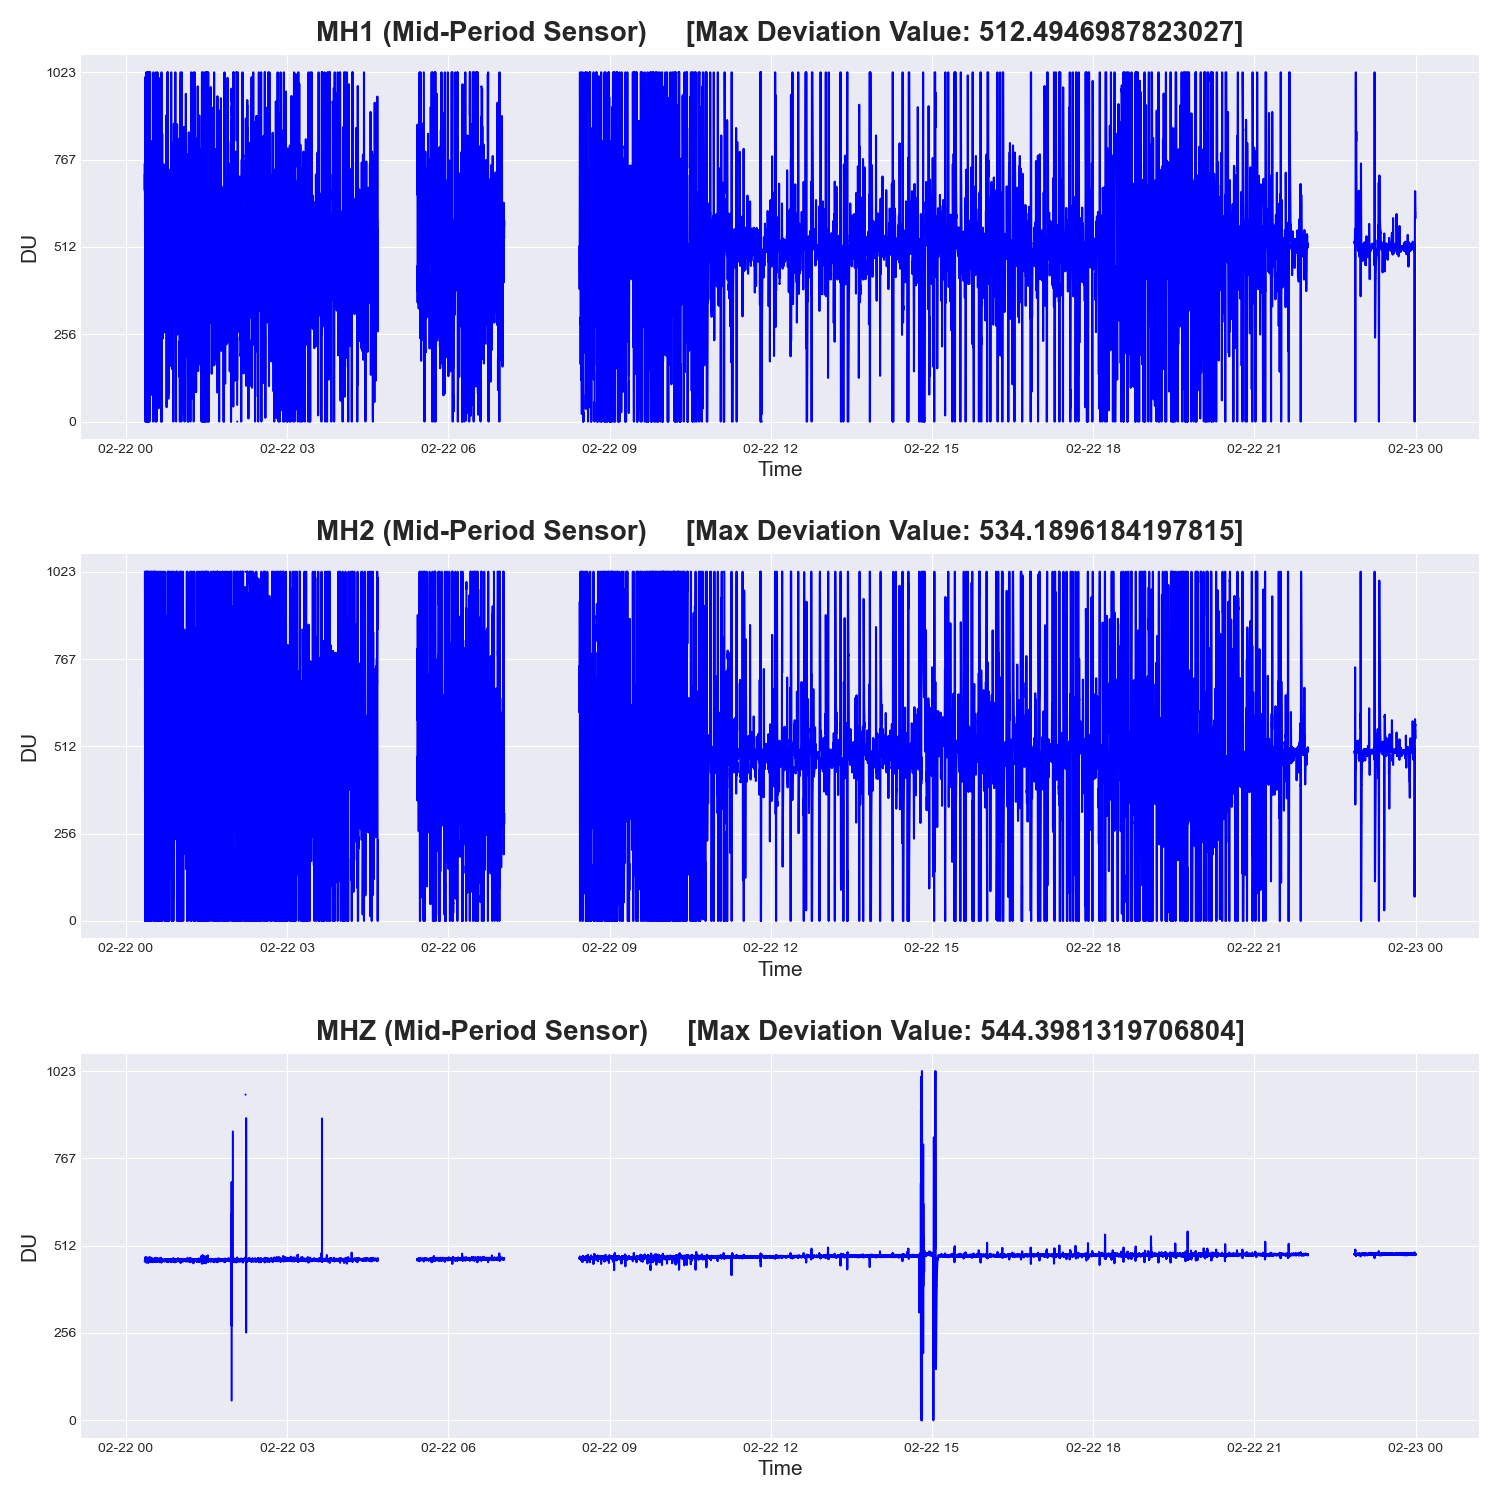 MH1 (Mid-Period Sensor) [Max Deviation Value: 512.4946987823027]
1023
767
512
256
0
DU
02-22 00 02-22 03 02-22 06 02-22 09 02-22 12 02-22 15 02-22 18 02-22 21 02-23 00
Time
MH2 (Mid-Period Sensor) [Max Deviation Value: 534.1896184197815]
1023
767
512
256
0
DU
02-22 00 02-22 03 02-22 06 02-22 09 02-22 12 02-22 15 02-22 18 02-22 21 02-23 00
Time
MHZ (Mid-Period Sensor) [Max Deviation Value: 544.3981319706804]
1023
767
512
256
0
DU
02-22 00 02-22 03 02-22 06 02-22 09 02-22 12 02-22 15 02-22 18 02-22 21 02-23 00
Time